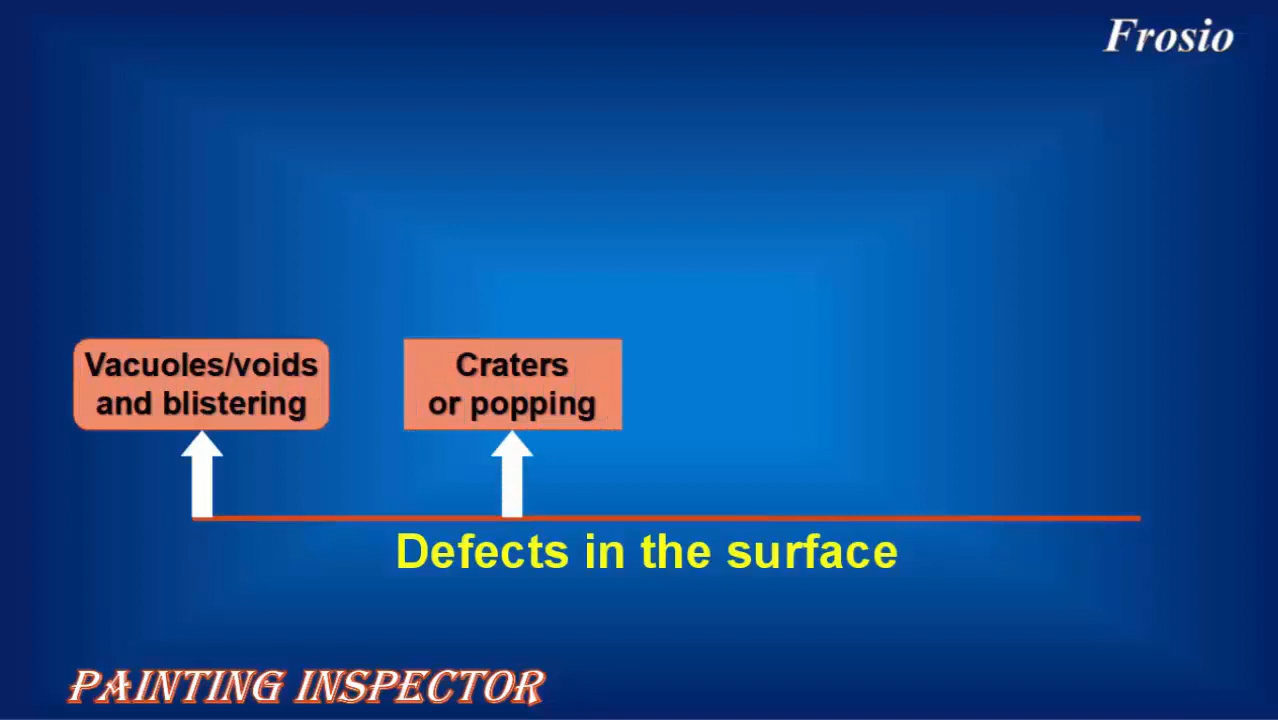 Frosio
Vacuoles/voids
and blistering
Craters
or popping
Defects in the surface
PAINTING INSPECTOR